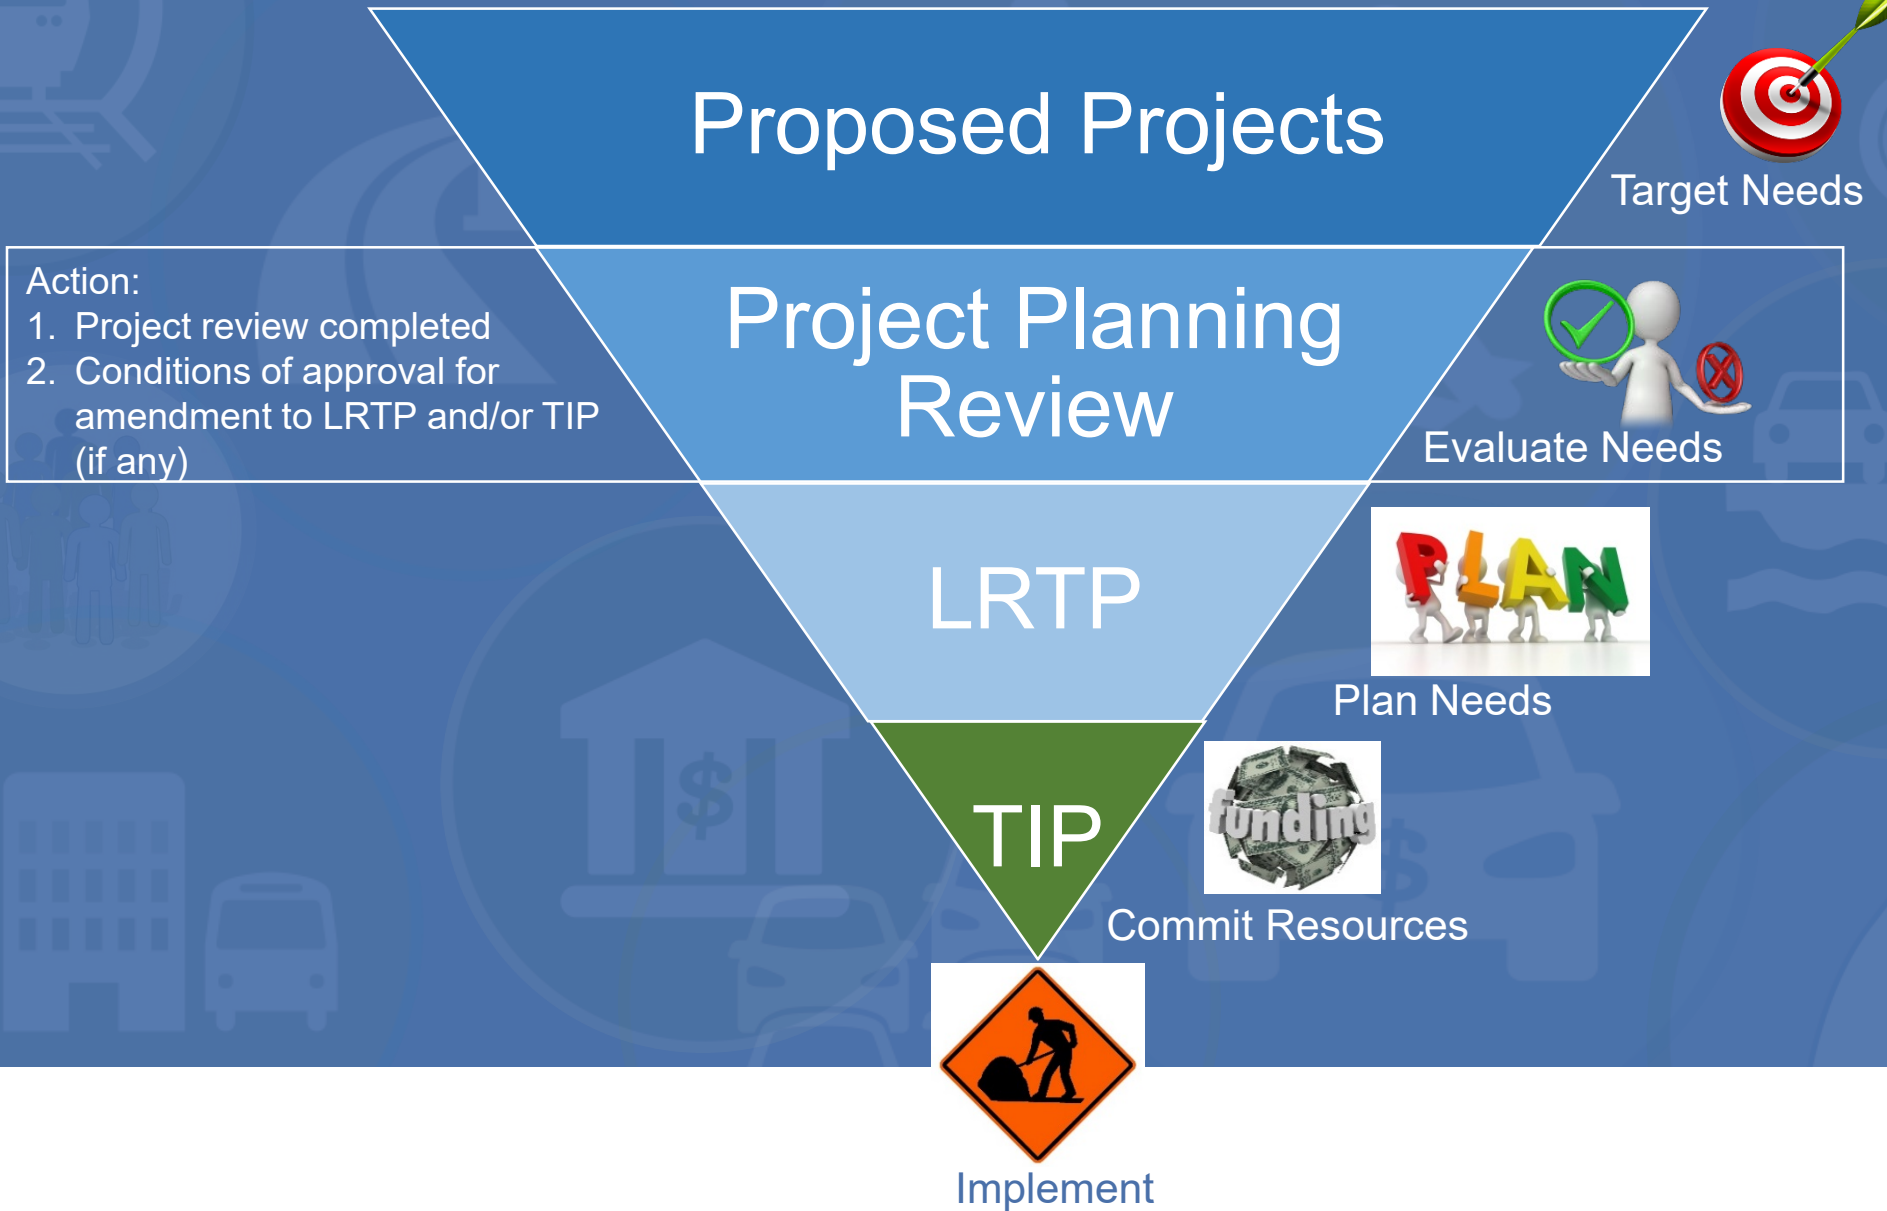 Proposed Projects
Target Needs
Action:
1. Project review completed
2. Conditions of approval for
amendment to LRTP and/or TIP
(if any)
Project Planning
Review
X
Evaluate Needs
LRTP
PLAN
Plan Needs
$
TIP
funding
$
Commit Resources
Implement